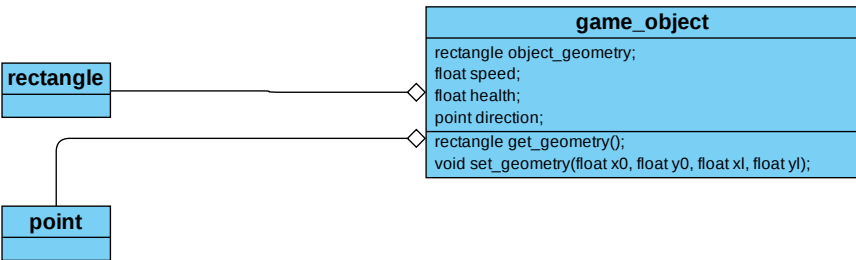 game_object
rectangle object_geometry;
float speed;
float health;
point direction;
rectangle get_geometry();
void set_geometry(float x0, float y0, float xl, float yl);
rectangle
point